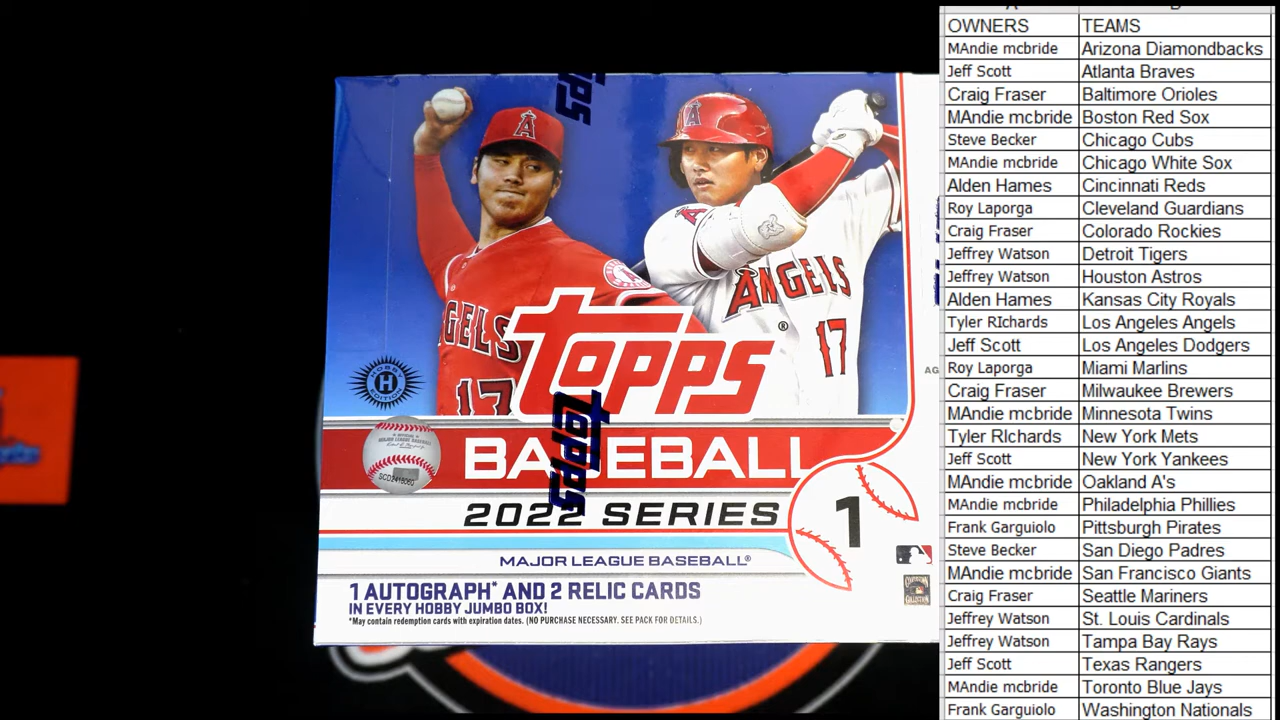 OWNERS TEAMS
MAndie mcbride Arizona Diamondbacks
Jeff Scott Atlanta Braves
Craig Fraser Baltimore Orioles
MAndie mcbride Boston Red Sox
Steve Becker Chicago Cubs
MAndie mcbride Chicago White Sox
Alden Hames Cincinnati Reds
Roy Laporga Cleveland Guardians
Craig Fraser Colorado Rockies
Jeffrey Watson Detroit Tigers
Jeffrey Watson Houston Astros
Alden Hames Kansas City Royals
Tyler RIchards Los Angeles Angels
Jeff Scott Los Angeles Dodgers
Roy Laporga Miami Marlins
Craig Fraser Milwaukee Brewers
MAndie mcbride Minnesota Twins
Tyler RIchards New York Mets
Jeff Scott New York Yankees
MAndie mcbride Oakland A's
MAndie mcbride Philadelphia Phillies
Frank Garguiolo Pittsburgh Pirates
Steve Becker San Diego Padres
MAndie mcbride San Francisco Giants
Craig Fraser Seattle Mariners
Jeffrey Watson St. Louis Cardinals
Jeffrey Watson Tampa Bay Rays
Jeff Scott Texas Rangers
MAndie mcbride Toronto Blue Jays
Frank Garguiolo Washington Nationals
topps
A
A
ANGELS
17
GELS
17
HOBBY
H
EDITION
topps®
topps
BASEBALL
2022 SERIES
1
MAJOR LEAGUE BASEBALL®
1 AUTOGRAPH* AND 2 RELIC CARDS
IN EVERY HOBBY JUMBO BOX!
*May contain redemption cards with expiration dates. (NO PURCHASE NECESSARY. SEE PACK FOR DETAILS.)
AG